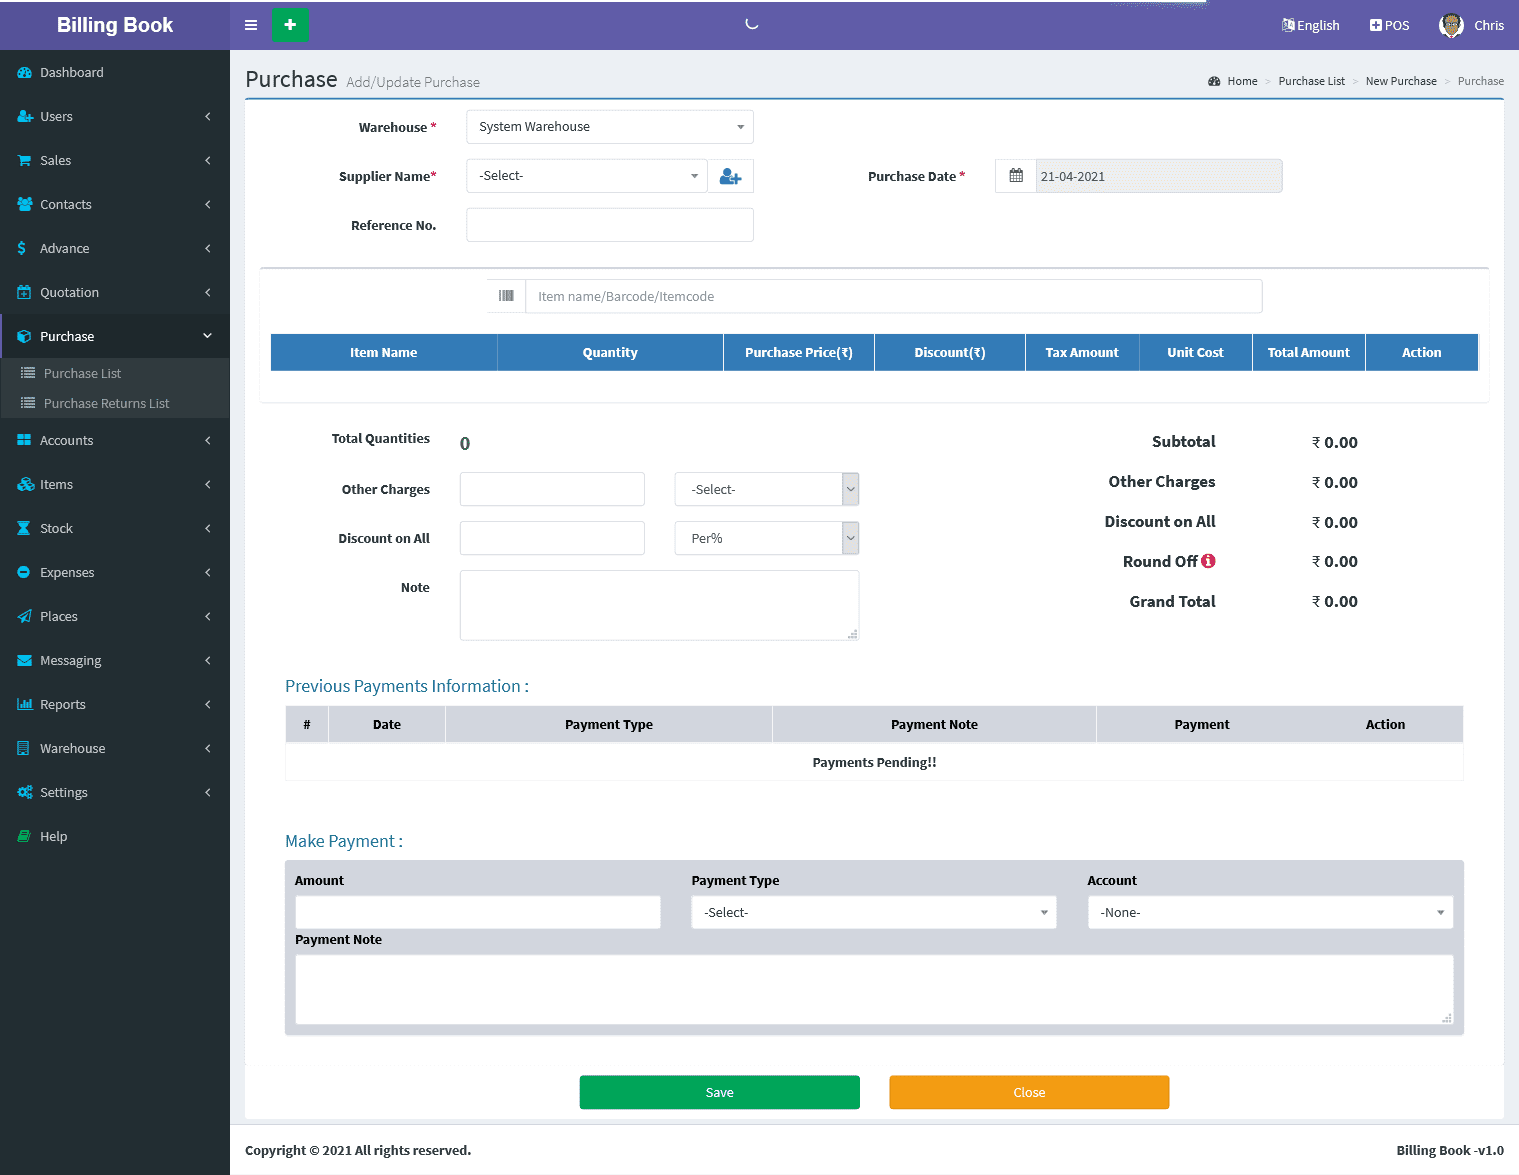 Billing Book
English
POS
Chris
Dashboard
Users
Sales
Contacts
Advance
Quotation
Purchase
Purchase List
Purchase Returns List
Accounts
Items
Stock
Expenses
Places
Messaging
Reports
Warehouse
Settings
Help
Purchase Add/Update Purchase
Home > Purchase List > New Purchase > Purchase
Warehouse * System Warehouse
Supplier Name* -Select-
Purchase Date * 21-04-2021
Reference No.
Item name/Barcode/Itemcode
Item Name Quantity Purchase Price(₹) Discount(₹) Tax Amount Unit Cost Total Amount Action
Total Quantities 0
Other Charges -Select-
Discount on All Per%
Note
Subtotal ₹ 0.00
Other Charges ₹ 0.00
Discount on All ₹ 0.00
Round Off ₹ 0.00
Grand Total ₹ 0.00
Previous Payments Information :
# Date Payment Type Payment Note Payment Action
Payments Pending!!
Make Payment :
Amount Payment Type Account
-Select- -None-
Payment Note
Save Close
Copyright © 2021 All rights reserved. Billing Book -v1.0